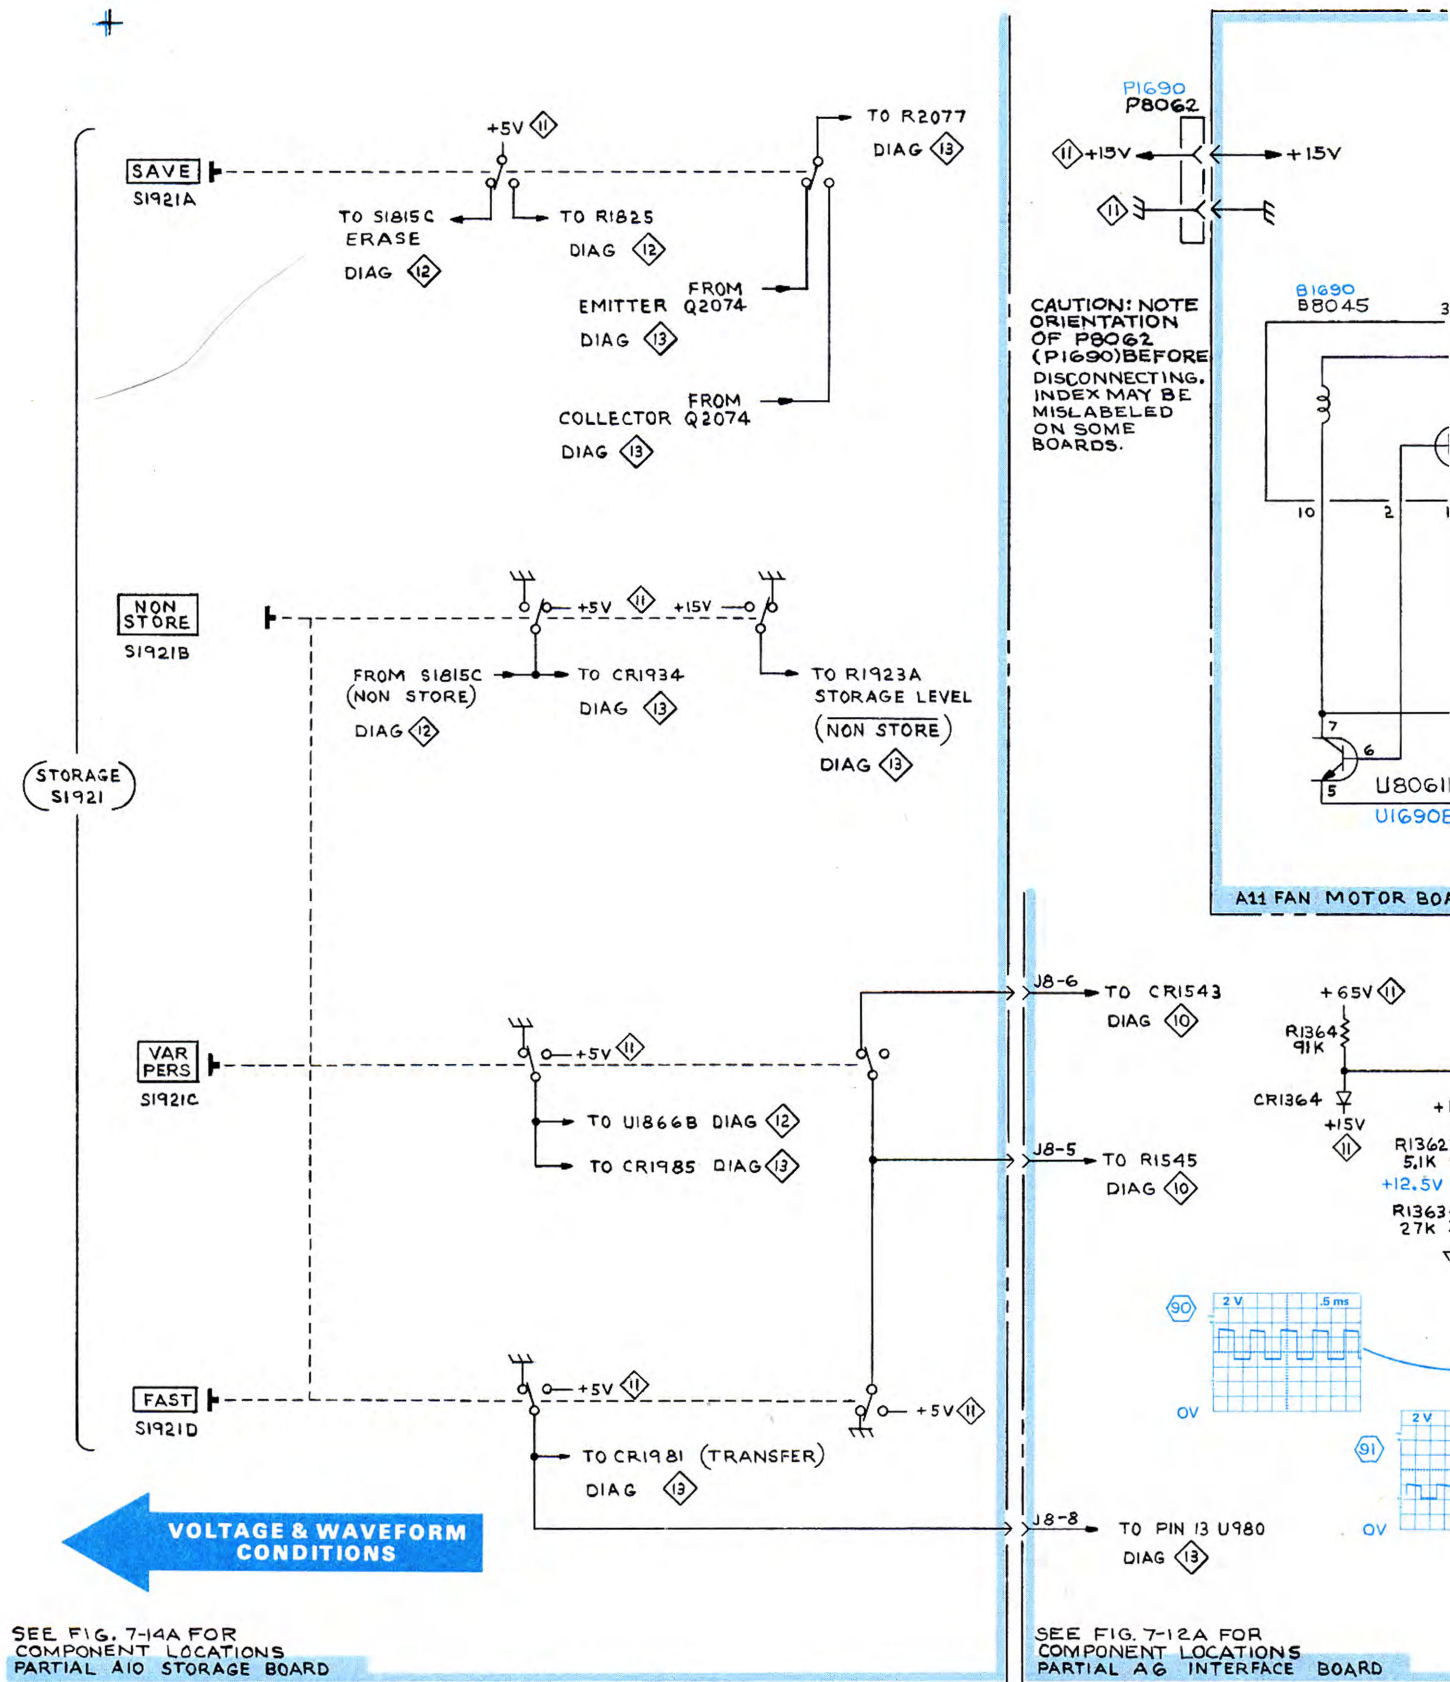 +5V 11
TO R2077
DIAG 13
SAVE
S1921A
TO S1815C
ERASE
DIAG 12
TO R1825
DIAG 12
FROM
EMITTER Q2074
DIAG 13
FROM
COLLECTOR Q2074
DIAG 13
P1690
P8062
11 +15V
+15V
11
CAUTION: NOTE
ORIENTATION
OF P8062
(P1690) BEFORE
DISCONNECTING.
INDEX MAY BE
MISLABELED
ON SOME
BOARDS.
B1690
B8045
3
10
2
1
7
6
5
U8061
U1690
A11 FAN MOTOR
NON
STORE
S1921B
+5V 11
+15V
FROM S1815C
(NON STORE)
DIAG 12
TO CR1934
DIAG 13
TO R1923A
STORAGE LEVEL
(NON STORE)
DIAG 13
(STORAGE
S1921)
VAR
PERS
S1921C
+5V 11
TO U1866B DIAG 12
TO CR1985 DIAG 13
J8-6
TO CR1543
DIAG 10
J8-5
TO R1545
DIAG 10
+65V 11
R1364
91K
CR1364
+15V
11
R1362
5.1K
+12.5V
R1363
27K
90
2 V
.5 ms
0V
91
2 V
0V
FAST
S1921D
+5V 11
+5V 11
TO CR1981 (TRANSFER)
DIAG 13
J8-8
TO PIN 13 U980
DIAG 13
VOLTAGE & WAVEFORM
CONDITIONS
SEE FIG. 7-14A FOR
COMPONENT LOCATIONS
PARTIAL A10 STORAGE BOARD
SEE FIG. 7-12A FOR
COMPONENT LOCATIONS
PARTIAL A6 INTERFACE BOARD